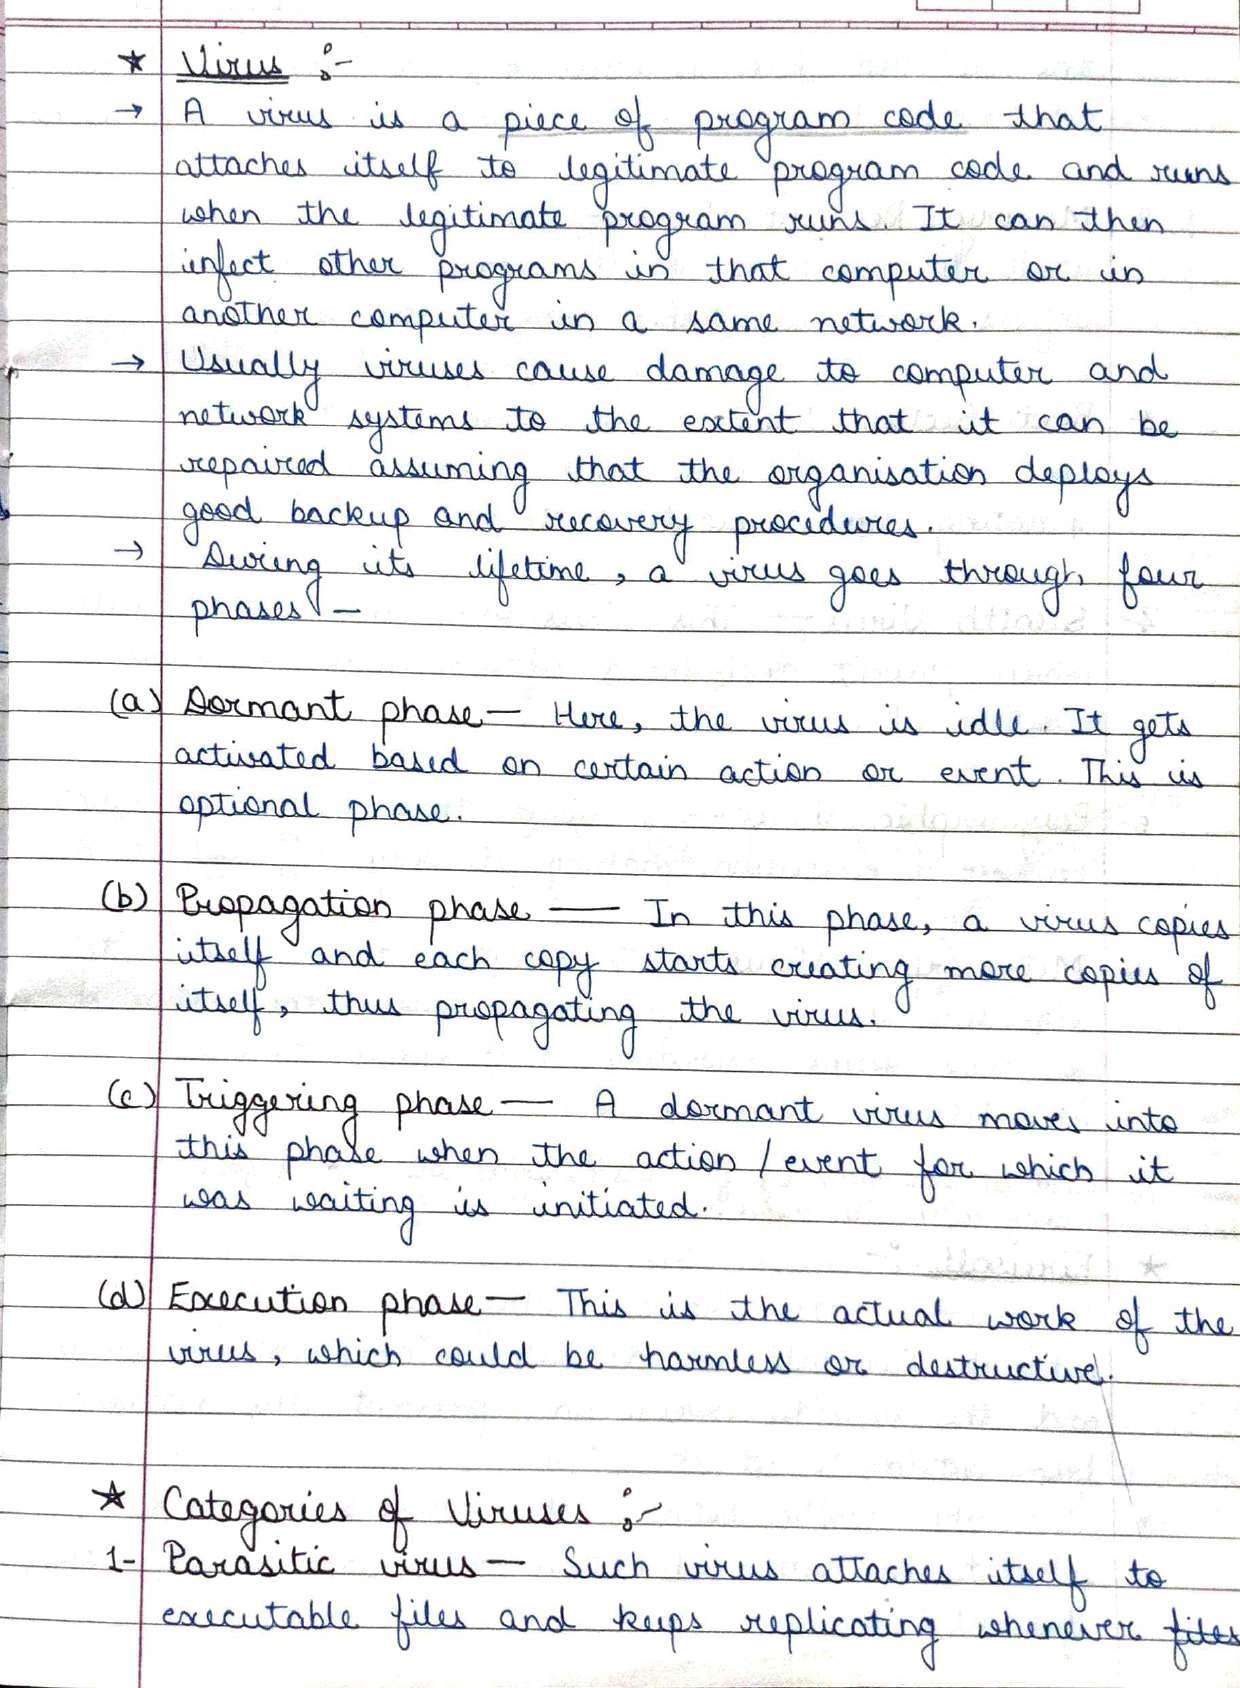 ★ Virus :-
→ A virus is a piece of program code that
attaches itself to legitimate program code and runs
when the legitimate program runs. It can then
infect other programs in that computer or in
another computer in a same network.
→ Usually viruses cause damage to computer and
network systems to the extent that it can be
repaired assuming that the organisation deploys
good backup and recovery procedures.
→ During its lifetime, a virus goes through four
phases –
(a) Dormant phase – Here, the virus is idle. It gets
activated based on certain action or event. This is
optional phase.
(b) Propagation phase — In this phase, a virus copies
itself and each copy starts creating more copies of
itself, thus propagating the virus.
(c) Triggering phase — A dormant virus moves into
this phase when the action / event for which it
was waiting is initiated.
(d) Execution phase – This is the actual work of the
virus, which could be harmless or destructive.
★ Categories of Viruses :-
1- Parasitic virus – Such virus attaches itself to
executable files and keeps replicating whenever files